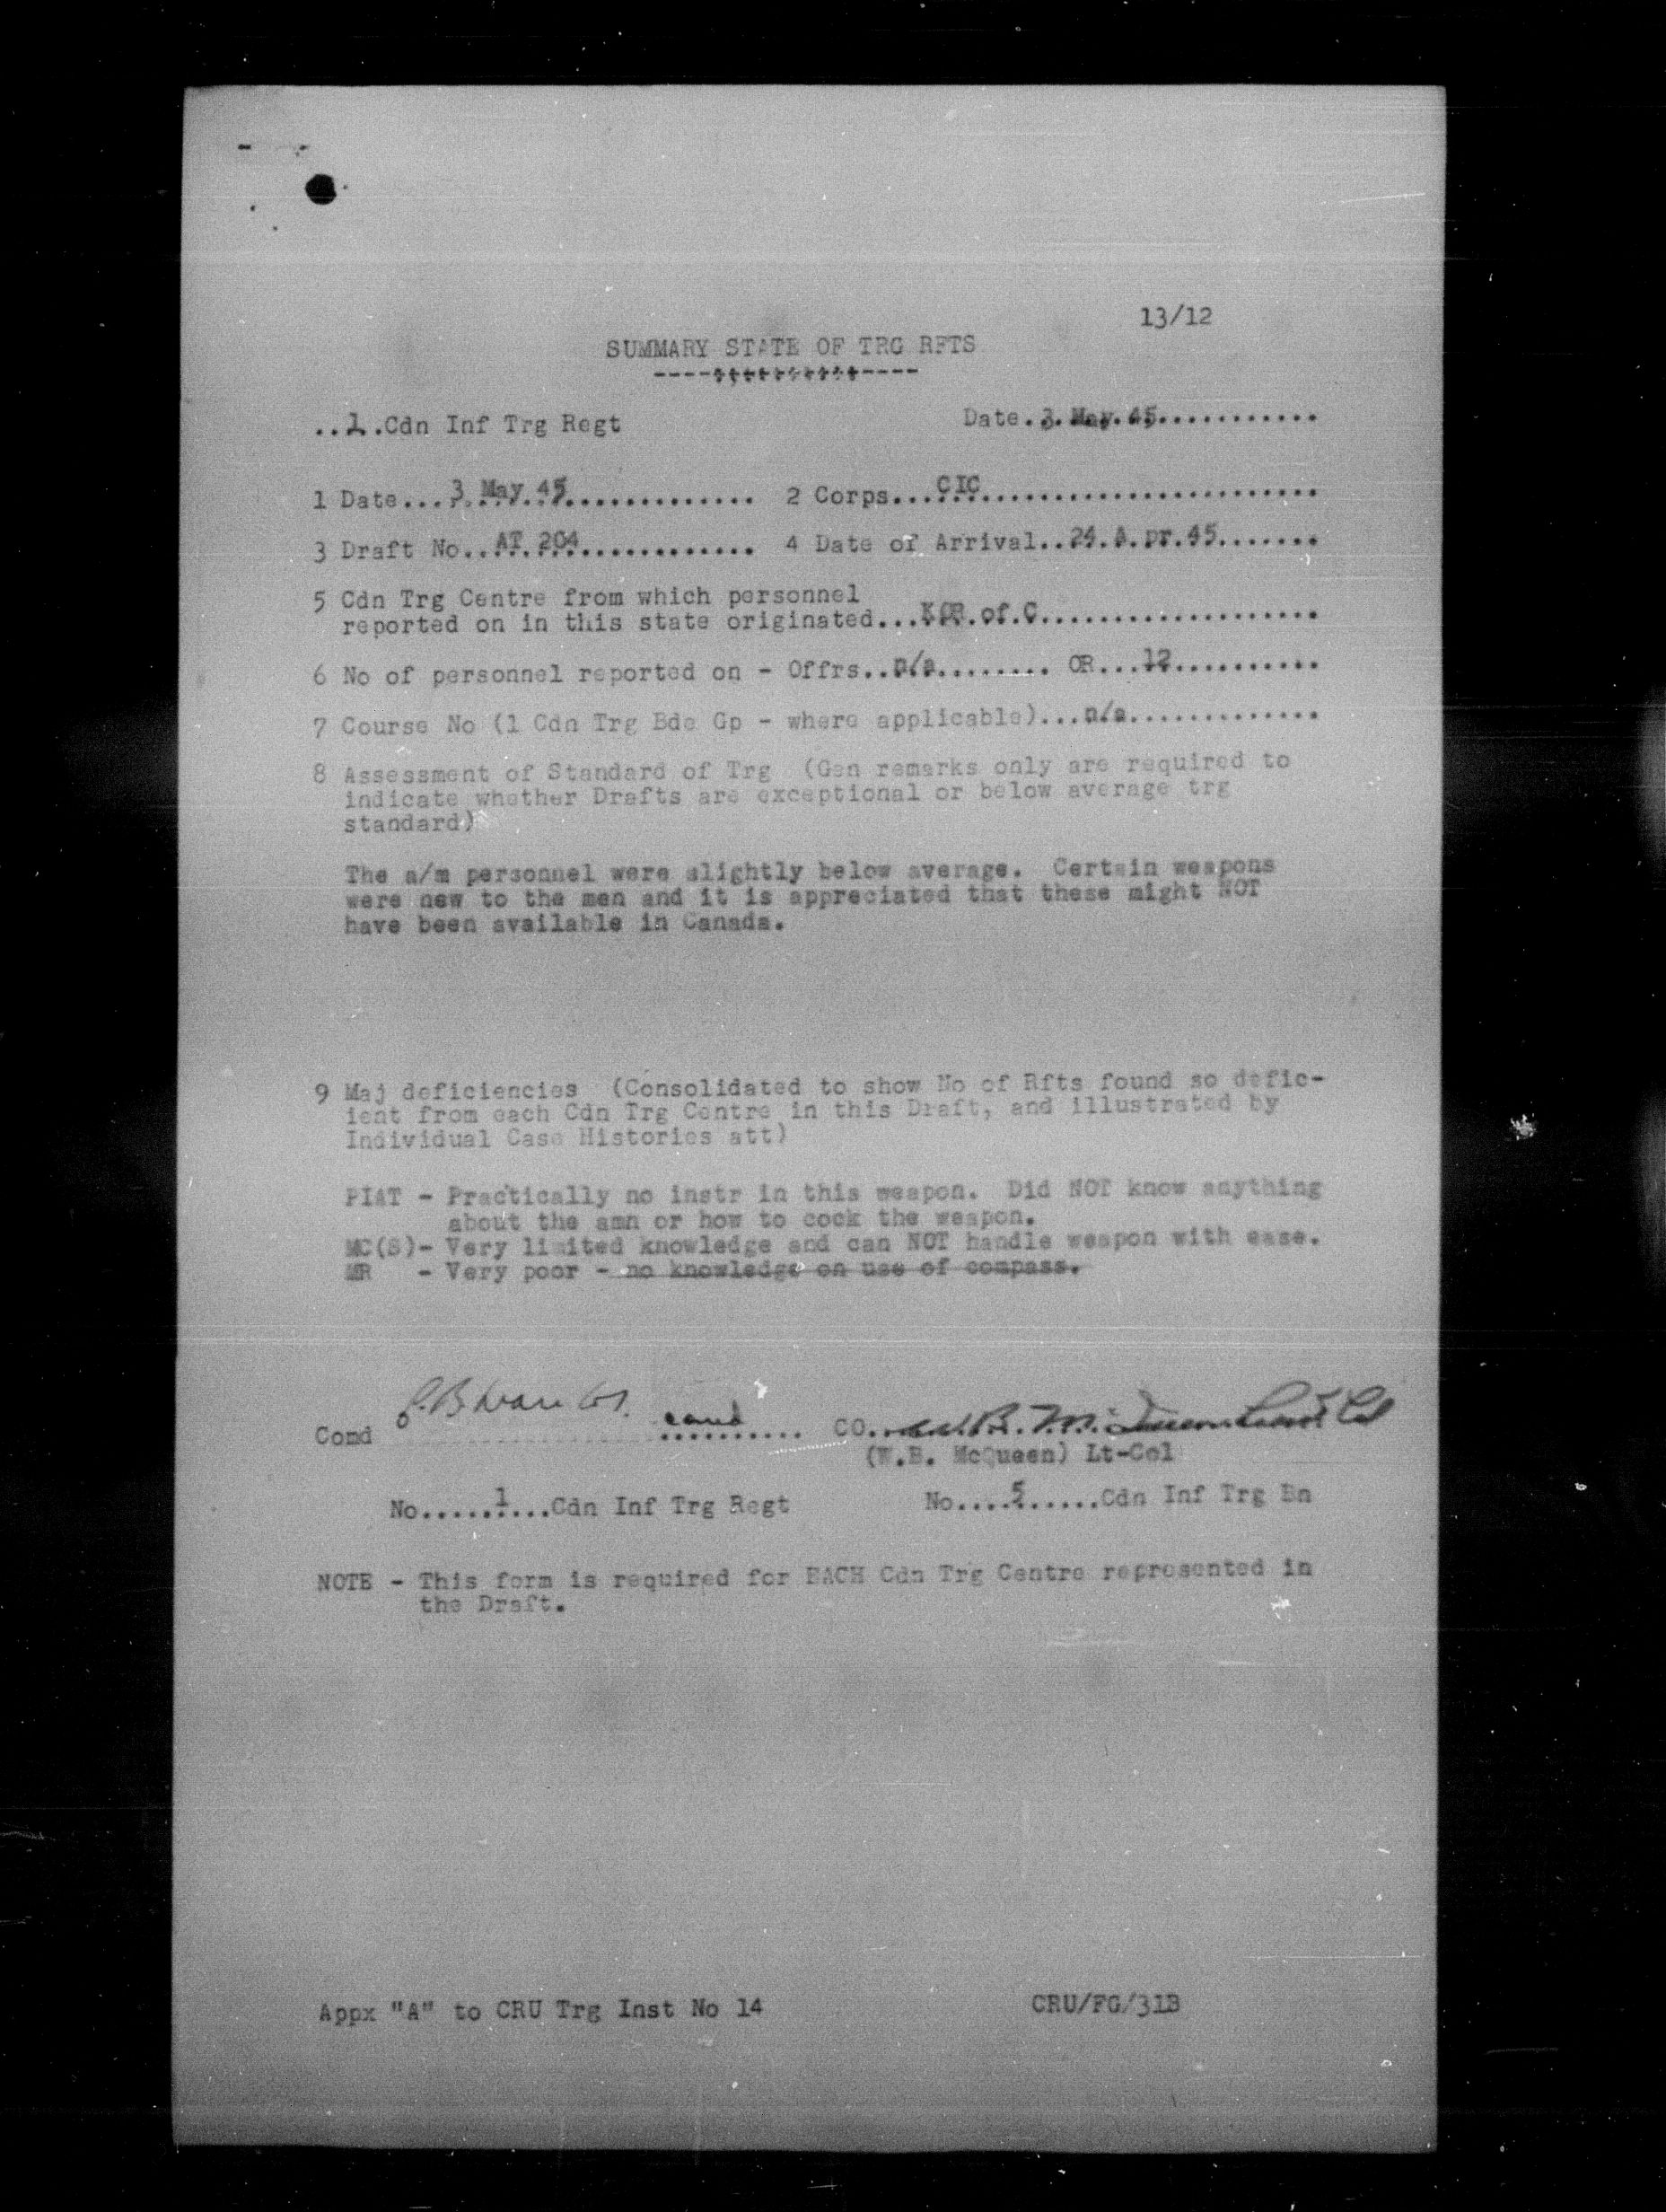 13/12
SUMMARY STATE OF TRG RFTS
----++++++++++----
...1.Cdn Inf Trg Regt
Date.3.May.45............
1 Date....3 May 45.............. 2 Corps....CIC........................
3 Draft No...AT 204............. 4 Date of Arrival..24.A.pr.45.......
5 Cdn Trg Centre from which personnel
reported on in this state originated...KOR.of.C...................
6 No of personnel reported on - Offrs..n/a........ OR...12..........
7 Course No (1 Cdn Trg Bde Gp - where applicable)...n/a.............
8 Assessment of Standard of Trg (Gen remarks only are required to
indicate whether Drafts are exceptional or below average trg
standard)
The a/m personnel were slightly below average. Certain weapons
were new to the men and it is appreciated that these might NOT
have been available in Canada.
9 Maj deficiencies (Consolidated to show No of Rfts found so defic-
ient from each Cdn Trg Centre in this Draft, and illustrated by
Individual Case Histories att)
PIAT - Practically no instr in this weapon. Did NOT know anything
about the amn or how to cock the weapon.
MC(S)- Very limited knowledge and can NOT handle weapon with ease.
MR - Very poor - no knowledge on use of compass.
Comd .......... CO..
(W.B. McQueen) Lt-Col
No.....1...Cdn Inf Trg Regt
No....5.....Cdn Inf Trg Bn
NOTE - This form is required for EACH Cdn Trg Centre represented in
the Draft.
Appx "A" to CRU Trg Inst No 14
CRU/FG/31B